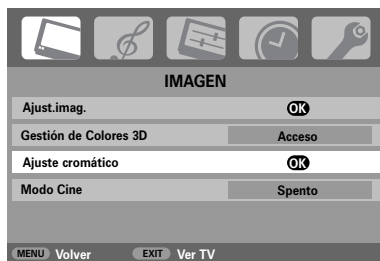 IMAGEN
Ajust.imag. OK
Gestión de Colores 3D Acceso
Ajuste cromático OK
Modo Cine Spento
MENU Volver EXIT Ver TV